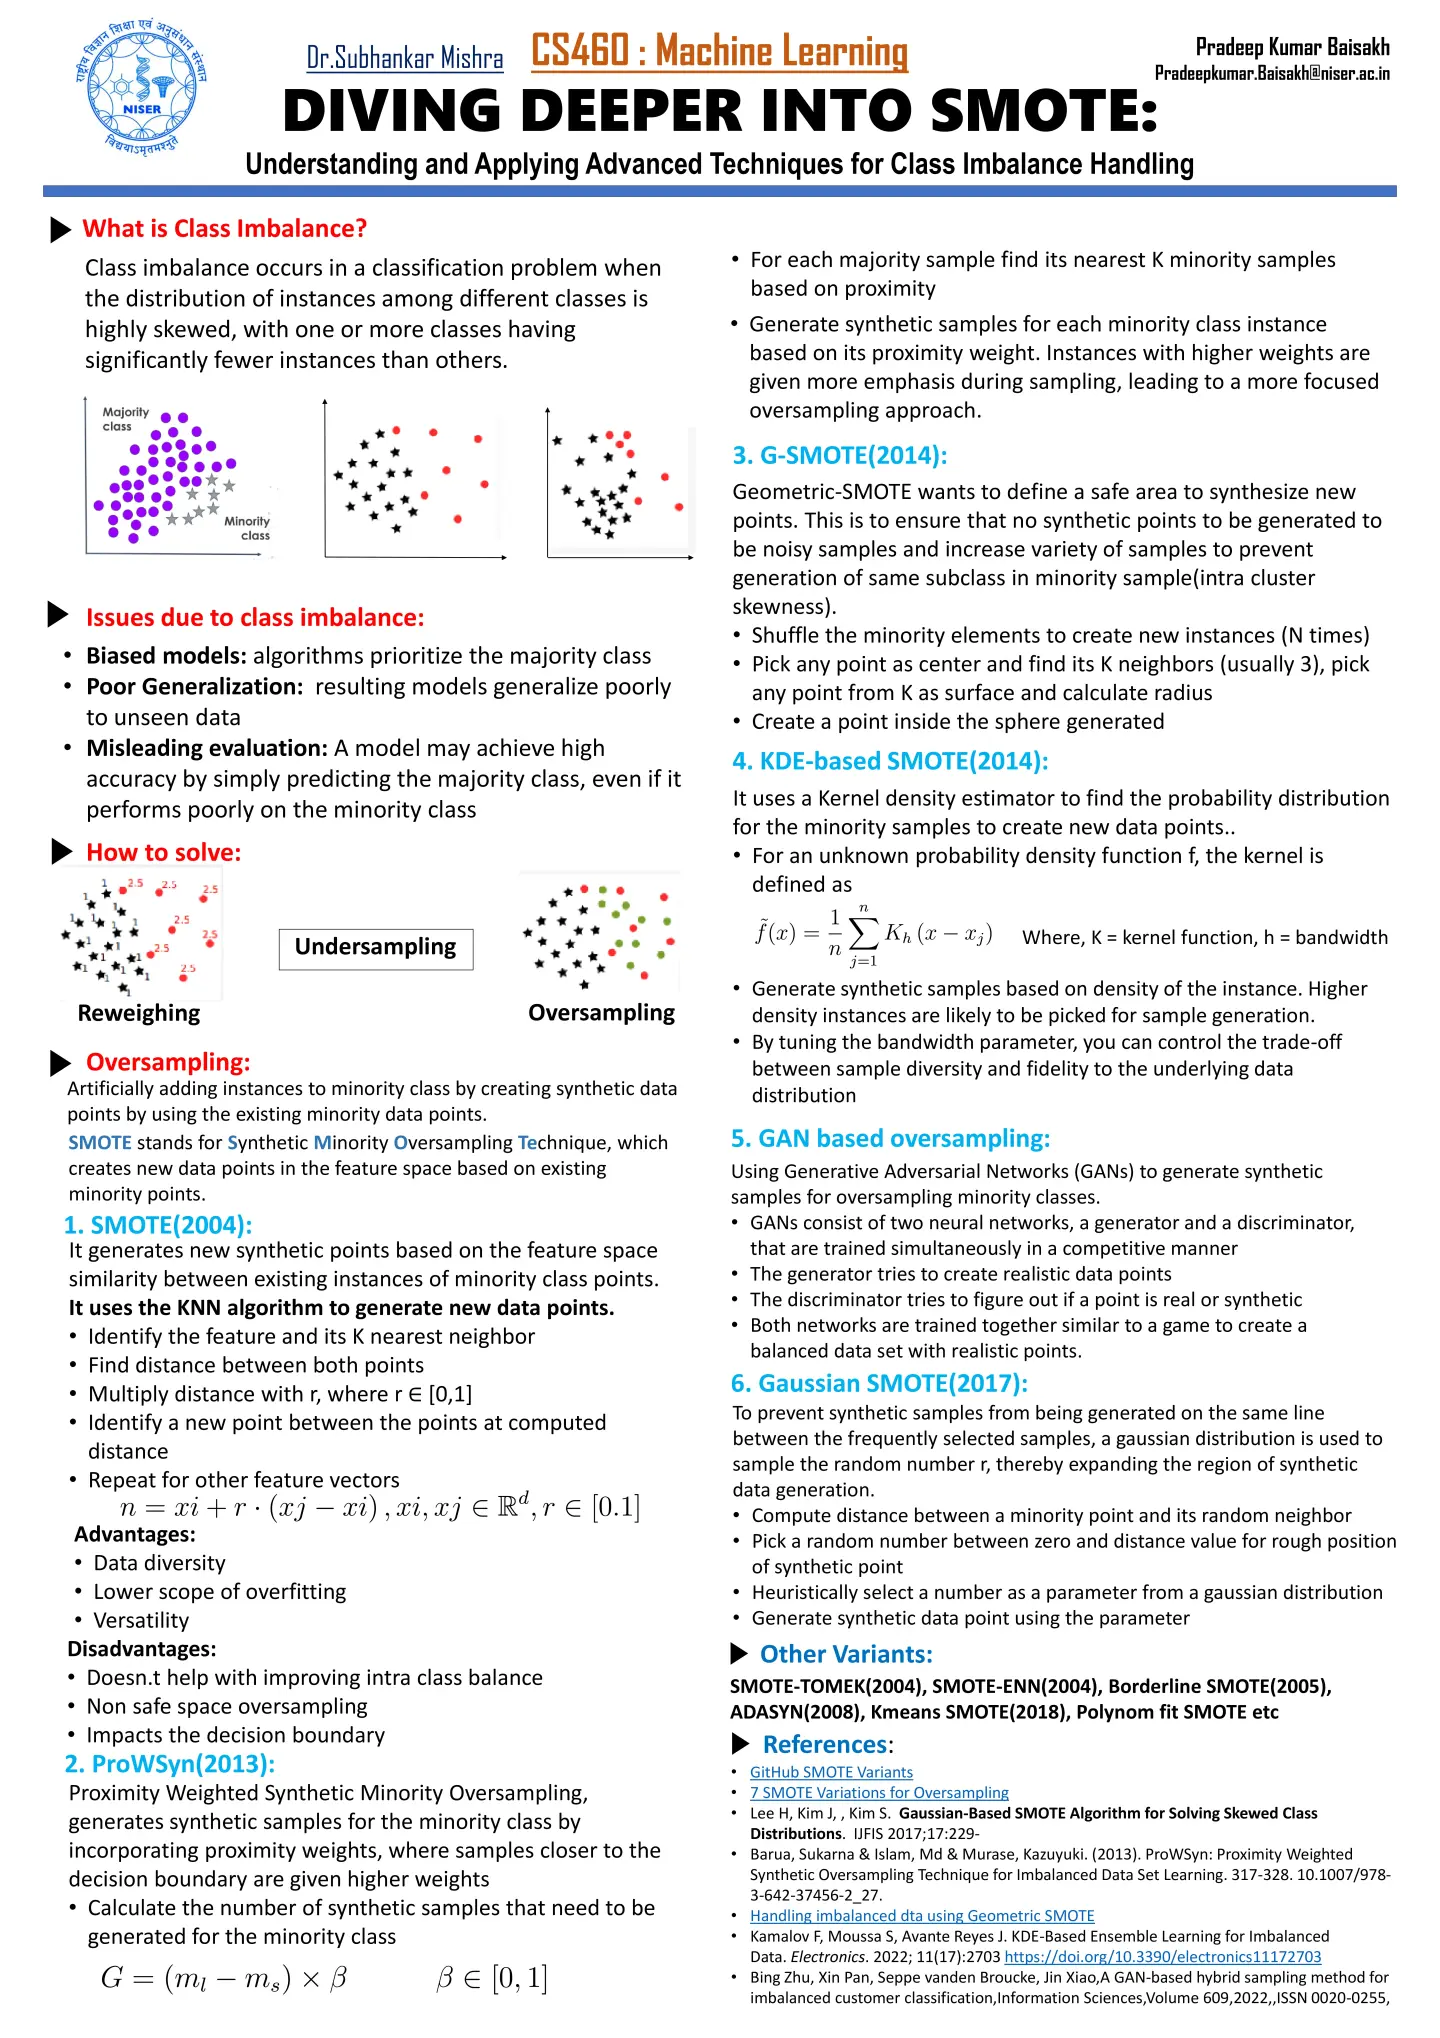 राष्ट्रीय विज्ञान शिक्षा एवं अनुसंधान संस्थान
NISER
विद्ययाऽमृतमश्नुते
Dr.Subhankar Mishra
CS460 : Machine Learning
Pradeep Kumar Baisakh
Pradeepkumar.Baisakh@niser.ac.in
DIVING DEEPER INTO SMOTE:
Understanding and Applying Advanced Techniques for Class Imbalance Handling
What is Class Imbalance?
Class imbalance occurs in a classification problem when
the distribution of instances among different classes is
highly skewed, with one or more classes having
significantly fewer instances than others.
Majority
class
Minority
class
Issues due to class imbalance:
• Biased models: algorithms prioritize the majority class
• Poor Generalization: resulting models generalize poorly
to unseen data
• Misleading evaluation: A model may achieve high
accuracy by simply predicting the majority class, even if it
performs poorly on the minority class
How to solve:
1 2.5 2.5 2.5
1 1 1 1 1
2.5
1 1 1 2.5 2.5
1 1 1 1 2.5
1 1
Reweighing
Undersampling
Oversampling
Oversampling:
Artificially adding instances to minority class by creating synthetic data
points by using the existing minority data points.
SMOTE stands for Synthetic Minority Oversampling Technique, which
creates new data points in the feature space based on existing
minority points.
1. SMOTE(2004):
It generates new synthetic points based on the feature space
similarity between existing instances of minority class points.
It uses the KNN algorithm to generate new data points.
• Identify the feature and its K nearest neighbor
• Find distance between both points
• Multiply distance with r, where r ∈ [0,1]
• Identify a new point between the points at computed
distance
• Repeat for other feature vectors
n = xi + r · (xj − xi) , xi, xj ∈ ℝ^d, r ∈ [0.1]
Advantages:
• Data diversity
• Lower scope of overfitting
• Versatility
Disadvantages:
• Doesn.t help with improving intra class balance
• Non safe space oversampling
• Impacts the decision boundary
2. ProWSyn(2013):
Proximity Weighted Synthetic Minority Oversampling,
generates synthetic samples for the minority class by
incorporating proximity weights, where samples closer to the
decision boundary are given higher weights
• Calculate the number of synthetic samples that need to be
generated for the minority class
G = (m_l − m_s) × β β ∈ [0, 1]
• For each majority sample find its nearest K minority samples
based on proximity
• Generate synthetic samples for each minority class instance
based on its proximity weight. Instances with higher weights are
given more emphasis during sampling, leading to a more focused
oversampling approach.
3. G-SMOTE(2014):
Geometric-SMOTE wants to define a safe area to synthesize new
points. This is to ensure that no synthetic points to be generated to
be noisy samples and increase variety of samples to prevent
generation of same subclass in minority sample(intra cluster
skewness).
• Shuffle the minority elements to create new instances (N times)
• Pick any point as center and find its K neighbors (usually 3), pick
any point from K as surface and calculate radius
• Create a point inside the sphere generated
4. KDE-based SMOTE(2014):
It uses a Kernel density estimator to find the probability distribution
for the minority samples to create new data points..
• For an unknown probability density function f, the kernel is
defined as
f̃(x) = 1/n ∑_{j=1}^{n} K_h (x − x_j) Where, K = kernel function, h = bandwidth
• Generate synthetic samples based on density of the instance. Higher
density instances are likely to be picked for sample generation.
• By tuning the bandwidth parameter, you can control the trade-off
between sample diversity and fidelity to the underlying data
distribution
5. GAN based oversampling:
Using Generative Adversarial Networks (GANs) to generate synthetic
samples for oversampling minority classes.
• GANs consist of two neural networks, a generator and a discriminator,
that are trained simultaneously in a competitive manner
• The generator tries to create realistic data points
• The discriminator tries to figure out if a point is real or synthetic
• Both networks are trained together similar to a game to create a
balanced data set with realistic points.
6. Gaussian SMOTE(2017):
To prevent synthetic samples from being generated on the same line
between the frequently selected samples, a gaussian distribution is used to
sample the random number r, thereby expanding the region of synthetic
data generation.
• Compute distance between a minority point and its random neighbor
• Pick a random number between zero and distance value for rough position
of synthetic point
• Heuristically select a number as a parameter from a gaussian distribution
• Generate synthetic data point using the parameter
Other Variants:
SMOTE-TOMEK(2004), SMOTE-ENN(2004), Borderline SMOTE(2005),
ADASYN(2008), Kmeans SMOTE(2018), Polynom fit SMOTE etc
References:
• GitHub SMOTE Variants
• 7 SMOTE Variations for Oversampling
• Lee H, Kim J, , Kim S. Gaussian-Based SMOTE Algorithm for Solving Skewed Class
Distributions. IJFIS 2017;17:229-
• Barua, Sukarna & Islam, Md & Murase, Kazuyuki. (2013). ProWSyn: Proximity Weighted
Synthetic Oversampling Technique for Imbalanced Data Set Learning. 317-328. 10.1007/978-
3-642-37456-2_27.
• Handling imbalanced dta using Geometric SMOTE
• Kamalov F, Moussa S, Avante Reyes J. KDE-Based Ensemble Learning for Imbalanced
Data. Electronics. 2022; 11(17):2703 https://doi.org/10.3390/electronics11172703
• Bing Zhu, Xin Pan, Seppe vanden Broucke, Jin Xiao,A GAN-based hybrid sampling method for
imbalanced customer classification,Information Sciences,Volume 609,2022,,ISSN 0020-0255,